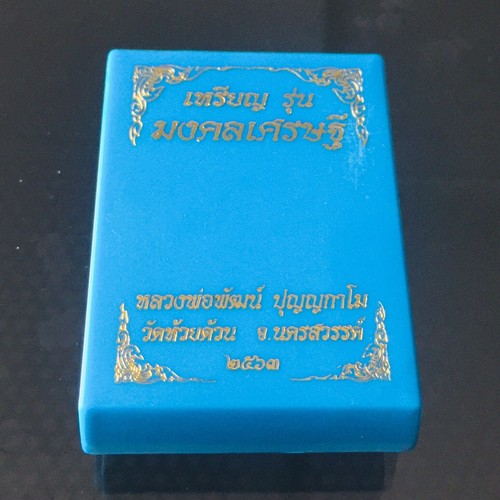 เหรียญ รุ่น
มงคลเศรษฐี
หลวงพ่อพัฒน์ ปุญญกาโม
วัดห้วยด้วน จ.นครสวรรค์
๒๕๖๓